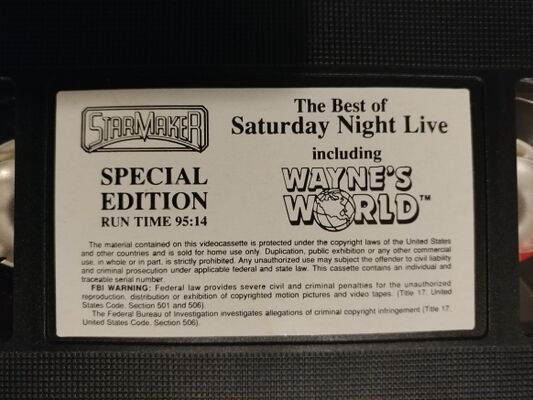 STARMAKER
SPECIAL
EDITION
RUN TIME 95:14
The Best of
Saturday Night Live
including
WAYNE'S
WORLD™
The material contained on this videocassette is protected under the copyright laws of the United States
and other countries and is sold for home use only. Duplication, public exhibition or any other commercial
use, in whole or in part, is strictly prohibited. Any unauthorized use may subject the offender to civil liability
and criminal prosecution under applicable federal and state law. This cassette contains an individual and
traceable serial number.
FBI WARNING: Federal law provides severe civil and criminal penalties for the unauthorized
reproduction, distribution or exhibition of copyrighted motion pictures and video tapes. (Title 17, United
States Code, Section 501 and 506).
The Federal Bureau of Investigation investigates allegations of criminal copyright infringement (Title 17,
United States Code, Section 506).